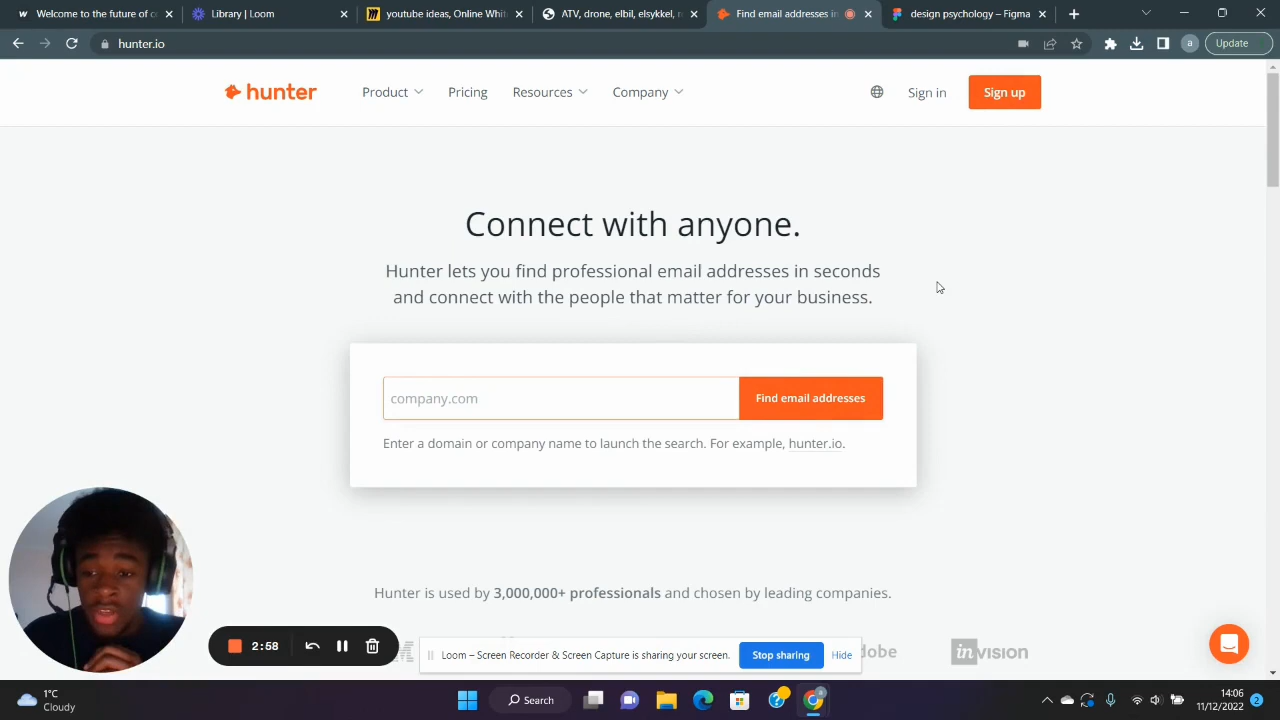 Welcome to the future of c
Library | Loom
youtube ideas, Online Whit
ATV, drone, elbil, elsykkel, r
Find email addresses in
design psychology – Figma
hunter.io
a
Update
hunter
Product
Pricing
Resources
Company
Sign in
Sign up
Connect with anyone.
Hunter lets you find professional email addresses in seconds
and connect with the people that matter for your business.
company.com
Find email addresses
Enter a domain or company name to launch the search. For example, hunter.io.
Hunter is used by 3,000,000+ professionals and chosen by leading companies.
2:58
Loom – Screen Recorder & Screen Capture is sharing your screen.
Stop sharing
Hide
dobe
invision
1°C
Cloudy
Search
14:06
11/12/2022
2